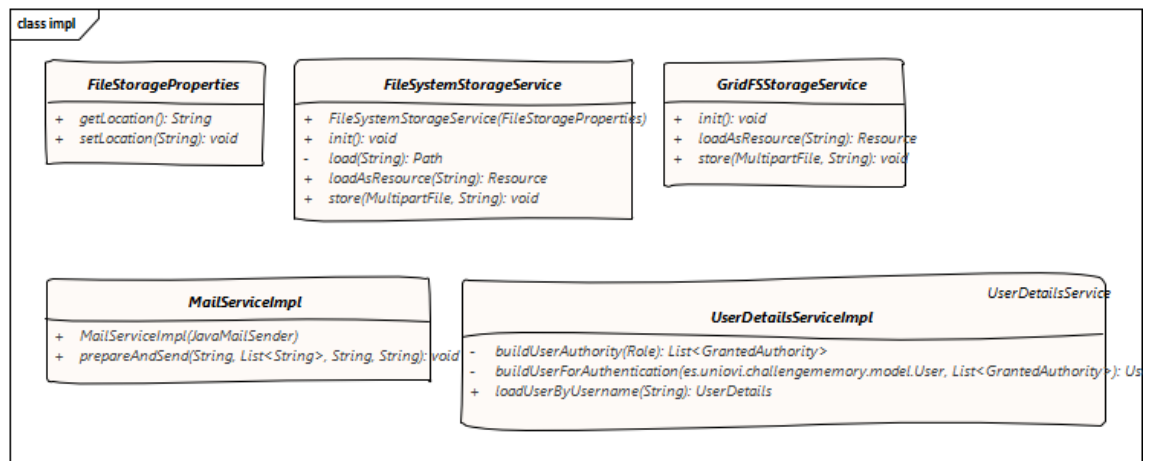 class impl
FileStorageProperties
+ getLocation(): String
+ setLocation(String): void
FileSystemStorageService
+ FileSystemStorageService(FileStorageProperties)
+ init(): void
- load(String): Path
+ loadAsResource(String): Resource
+ store(MultipartFile, String): void
GridFSStorageService
+ init(): void
+ loadAsResource(String): Resource
+ store(MultipartFile, String): void
MailServiceImpl
+ MailServiceImpl(JavaMailSender)
+ prepareAndSend(String, List<String>, String, String): void
UserDetailsService
UserDetailsServiceImpl
- buildUserAuthority(Role): List<GrantedAuthority>
- buildUserForAuthentication(es.uniovi.challengememory.model.User, List<GrantedAuthority>): Us
+ loadUserByUsername(String): UserDetails